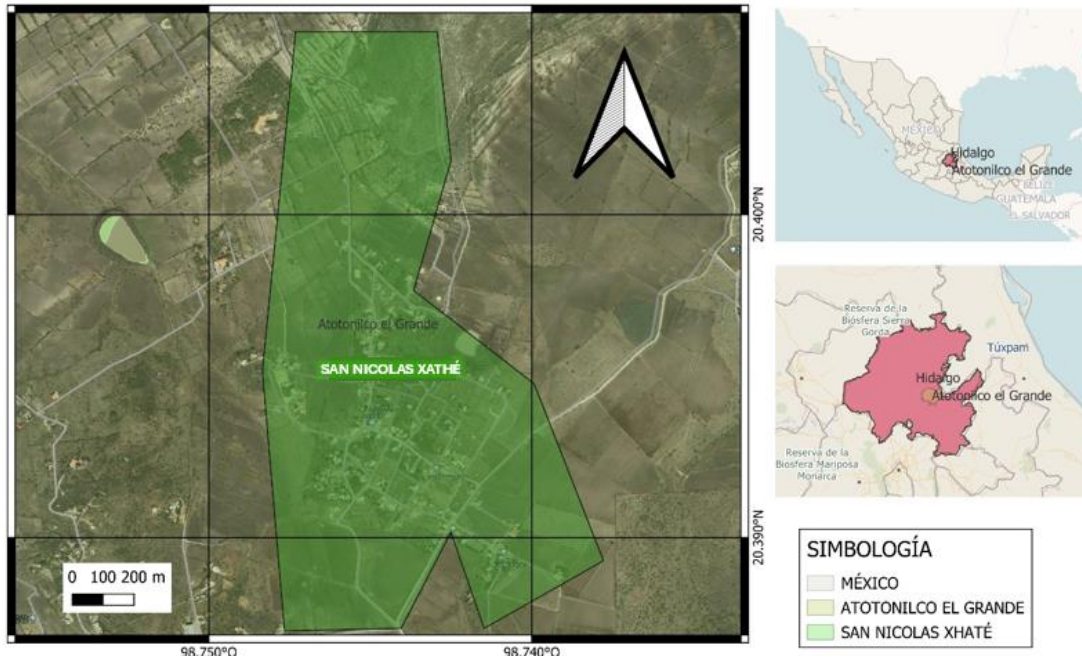 Atotonilco el Grande
SAN NICOLAS XATHÉ
0 100 200 m
98.750°O
98.740°O
20.400°N
20.390°N
MÉXICO
Hidalgo
Atotonilco el Grande
BELIZE
GUATEMALA
EL SALVADOR
Reserva de la
Biósfera Sierra
Gorda
Túxpam
Hidalgo
Atotonilco el Grande
Reserva de la
Biosfera Mariposa
Monarca
SIMBOLOGÍA
MÉXICO
ATOTONILCO EL GRANDE
SAN NICOLAS XHATÉ